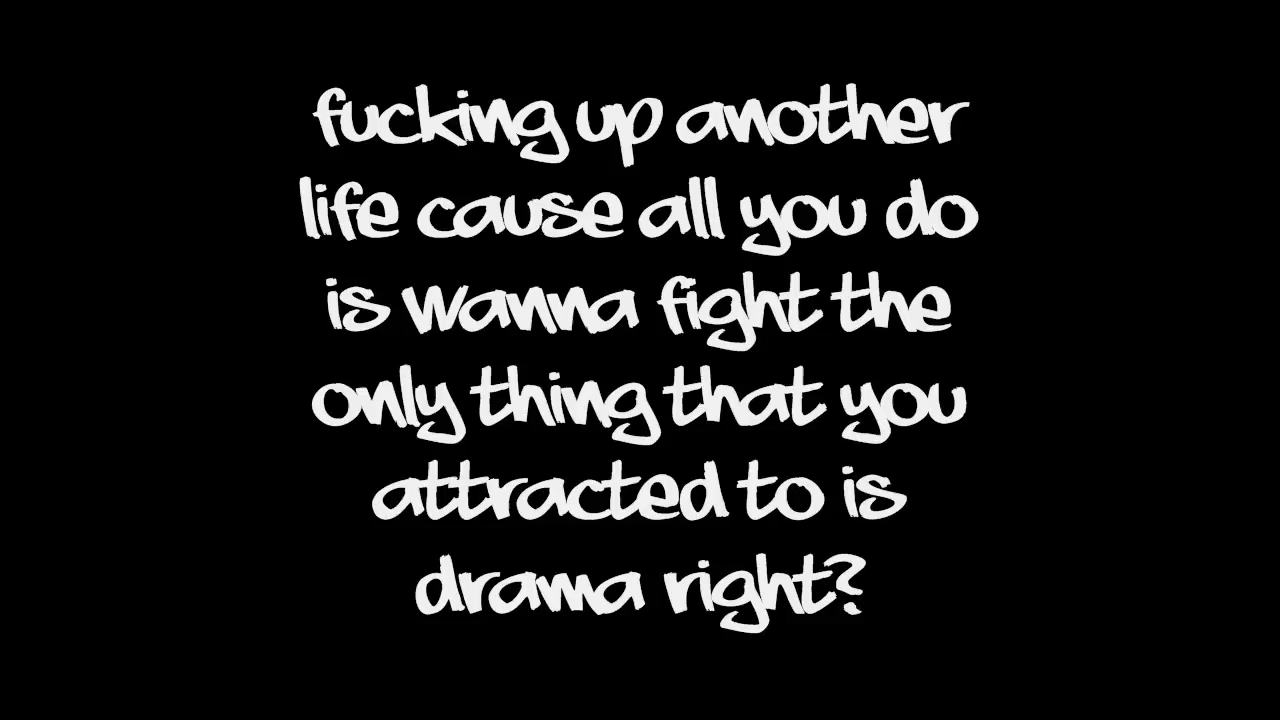 fucking up another
life cause all you do
is wanna fight the
only thing that you
attracted to is
drama right?